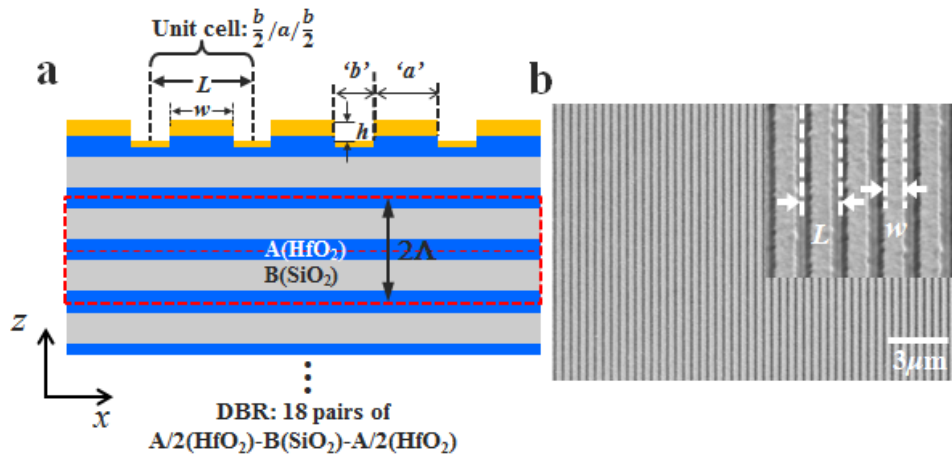 Unit cell: b/2 / a / b/2
a
L
w
‘b’ ‘a’
h
A(HfO₂)
2Λ
B(SiO₂)
z
x
DBR: 18 pairs of
A/2(HfO₂)-B(SiO₂)-A/2(HfO₂)
b
L w
3μm